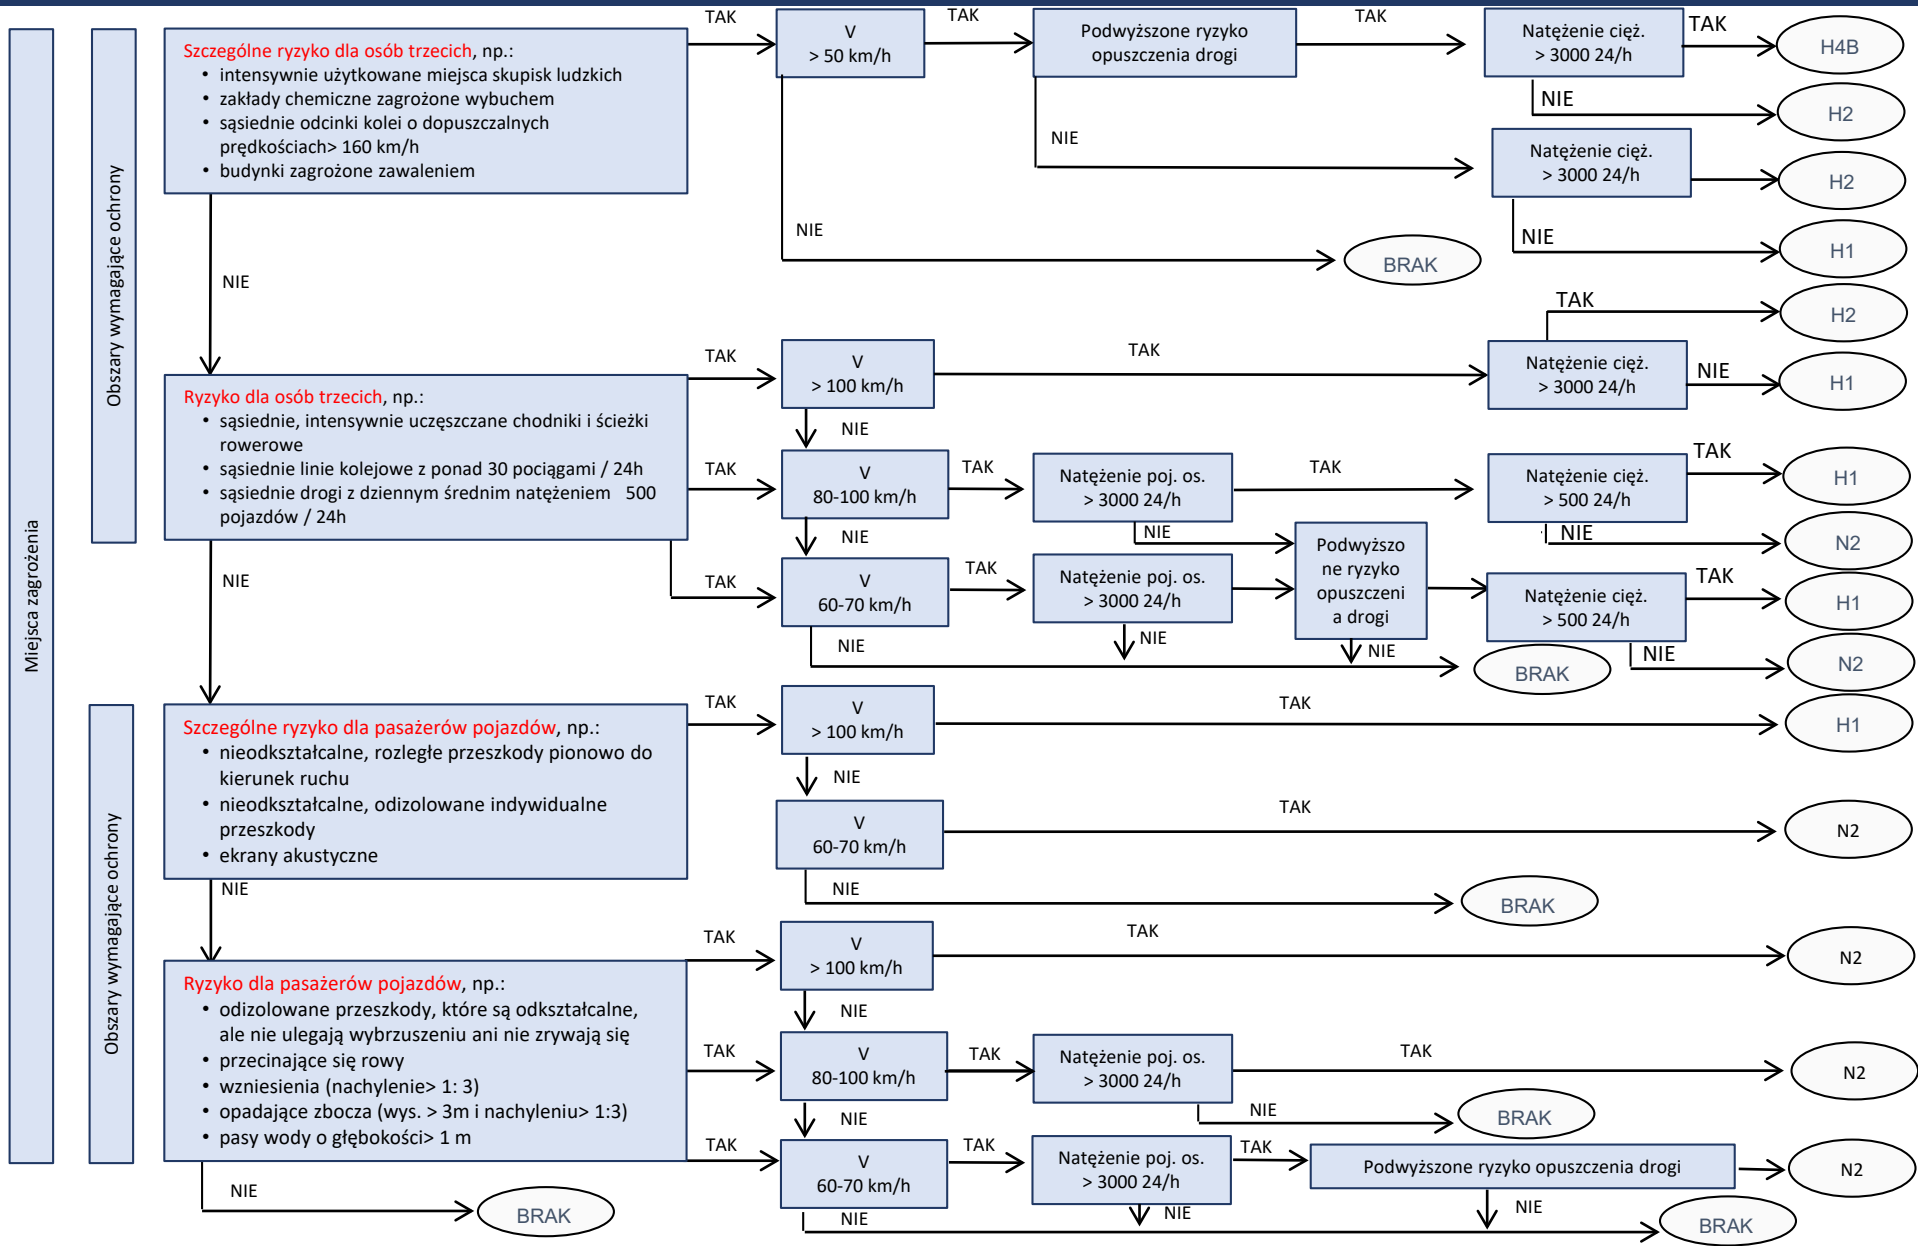 Miejsca zagrożenia
Obszary wymagające ochrony
Szczególne ryzyko dla osób trzecich, np.:
• intensywnie użytkowane miejsca skupisk ludzkich
• zakłady chemiczne zagrożone wybuchem
• sąsiednie odcinki kolei o dopuszczalnych
prędkościach> 160 km/h
• budynki zagrożone zawaleniem
TAK
V
> 50 km/h
TAK
Podwyższone ryzyko
opuszczenia drogi
TAK
Natężenie cięż.
> 3000 24/h
TAK
H4B
NIE
H2
NIE
Natężenie cięż.
> 3000 24/h
H2
NIE
H1
NIE
BRAK
NIE
Ryzyko dla osób trzecich, np.:
• sąsiednie, intensywnie uczęszczane chodniki i ścieżki
rowerowe
• sąsiednie linie kolejowe z ponad 30 pociągami / 24h
• sąsiednie drogi z dziennym średnim natężeniem 500
pojazdów / 24h
TAK
V
> 100 km/h
TAK
Natężenie cięż.
> 3000 24/h
TAK
H2
NIE
H1
NIE
TAK
V
80-100 km/h
TAK
Natężenie poj. os.
> 3000 24/h
TAK
Natężenie cięż.
> 500 24/h
TAK
H1
NIE
N2
NIE
NIE
TAK
V
60-70 km/h
TAK
Natężenie poj. os.
> 3000 24/h
Podwyższo
ne ryzyko
opuszczeni
a drogi
Natężenie cięż.
> 500 24/h
TAK
H1
NIE
N2
NIE
NIE
NIE
BRAK
NIE
Obszary wymagające ochrony
Szczególne ryzyko dla pasażerów pojazdów, np.:
• nieodkształcalne, rozległe przeszkody pionowo do
kierunek ruchu
• nieodkształcalne, odizolowane indywidualne
przeszkody
• ekrany akustyczne
TAK
V
> 100 km/h
TAK
H1
NIE
V
60-70 km/h
TAK
N2
NIE
BRAK
NIE
Ryzyko dla pasażerów pojazdów, np.:
• odizolowane przeszkody, które są odkształcalne,
ale nie ulegają wybrzuszeniu ani nie zrywają się
• przecinające się rowy
• wzniesienia (nachylenie> 1: 3)
• opadające zbocza (wys. > 3m i nachyleniu> 1:3)
• pasy wody o głębokości> 1 m
TAK
V
> 100 km/h
TAK
N2
NIE
TAK
V
80-100 km/h
TAK
Natężenie poj. os.
> 3000 24/h
TAK
N2
NIE
BRAK
NIE
TAK
V
60-70 km/h
TAK
Natężenie poj. os.
> 3000 24/h
TAK
Podwyższone ryzyko opuszczenia drogi
N2
NIE
NIE
NIE
BRAK
NIE
BRAK